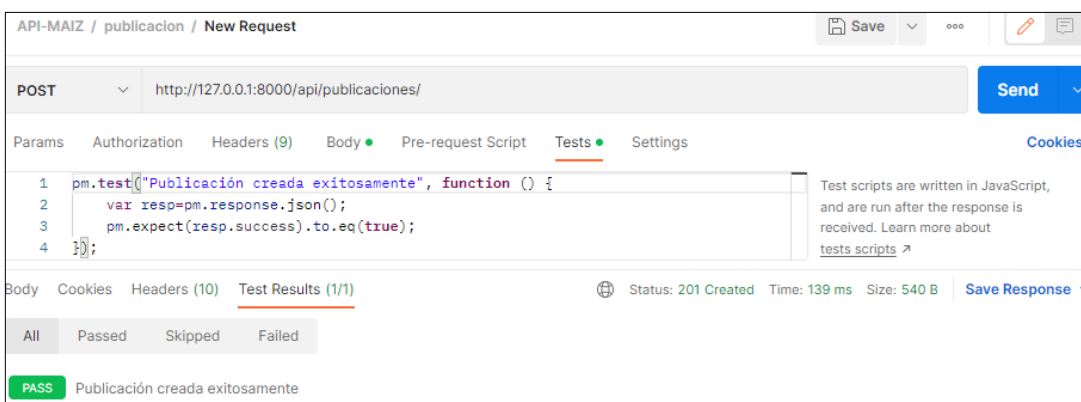 API-MAIZ / publicacion / New Request Save
POST http://127.0.0.1:8000/api/publicaciones/ Send
Params Authorization Headers (9) Body Pre-request Script Tests Settings Cookies
1 pm.test("Publicación creada exitosamente", function () {
2 var resp=pm.response.json();
3 pm.expect(resp.success).to.eq(true);
4 });
Test scripts are written in JavaScript,
and are run after the response is
received. Learn more about
tests scripts ↗
Body Cookies Headers (10) Test Results (1/1) Status: 201 Created Time: 139 ms Size: 540 B Save Response
All Passed Skipped Failed
PASS Publicación creada exitosamente